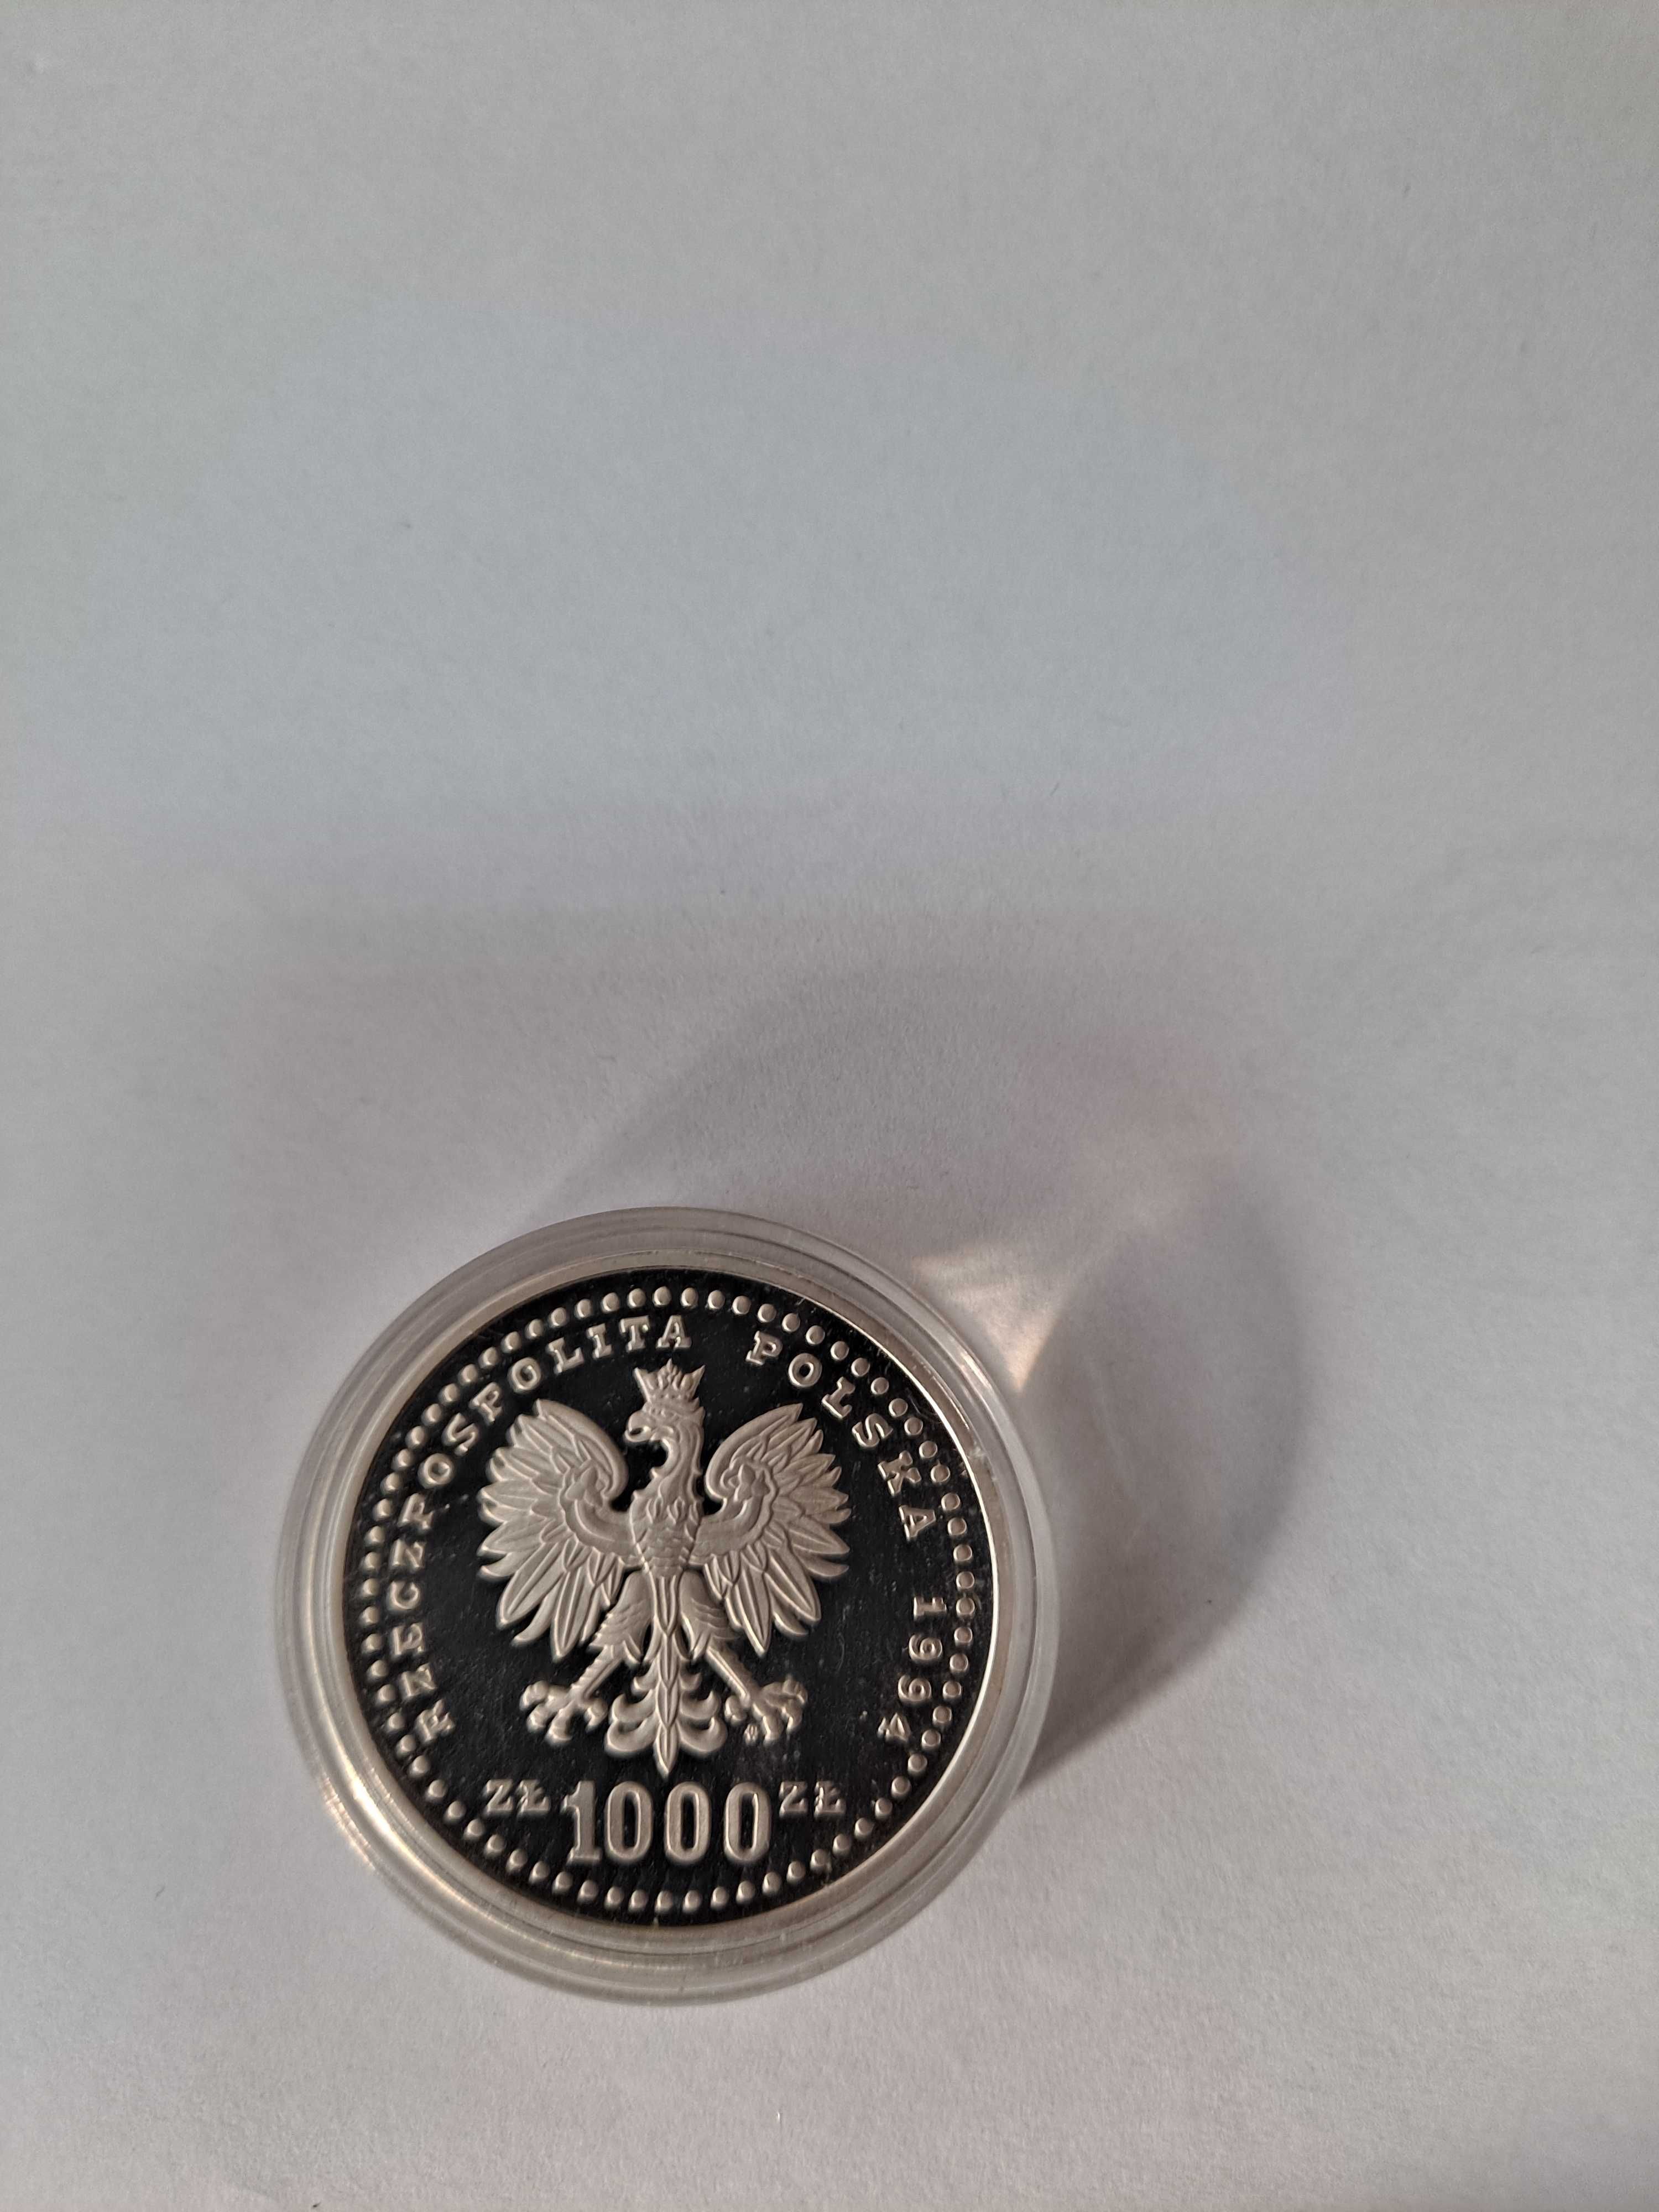 RZECZPOSPOLITA POLSKA 1994
ZŁ 1000 ZŁ